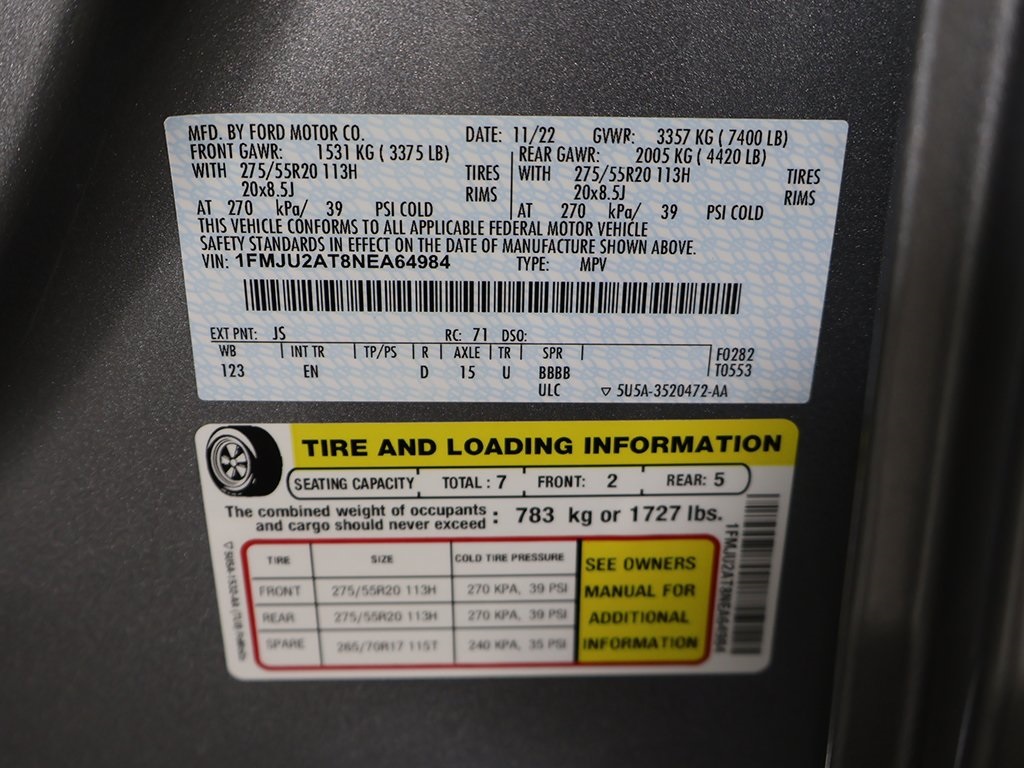 MFD. BY FORD MOTOR CO. DATE: 11/22 GVWR: 3357 KG ( 7400 LB)
FRONT GAWR: 1531 KG ( 3375 LB) REAR GAWR: 2005 KG ( 4420 LB)
WITH 275/55R20 113H TIRES WITH 275/55R20 113H TIRES
20x8.5J RIMS 20x8.5J RIMS
AT 270 kPa/ 39 PSI COLD AT 270 kPa/ 39 PSI COLD
THIS VEHICLE CONFORMS TO ALL APPLICABLE FEDERAL MOTOR VEHICLE
SAFETY STANDARDS IN EFFECT ON THE DATE OF MANUFACTURE SHOWN ABOVE.
VIN: 1FMJU2AT8NEA64984 TYPE: MPV
EXT PNT: JS RC: 71 DSO:
WB INT TR TP/PS R AXLE TR SPR F0282
123 EN D 15 U BBBB T0553
ULC ▽ 5U5A-3520472-AA
TIRE AND LOADING INFORMATION
SEATING CAPACITY TOTAL : 7 FRONT: 2 REAR: 5
The combined weight of occupants
and cargo should never exceed : 783 kg or 1727 lbs.
TIRE SIZE COLD TIRE PRESSURE
FRONT 275/55R20 113H 270 KPA, 39 PSI
REAR 275/55R20 113H 270 KPA, 39 PSI
SPARE 265/70R17 115T 240 KPA, 35 PSI
SEE OWNERS
MANUAL FOR
ADDITIONAL
INFORMATION
1FMJU2AT8NEA64984